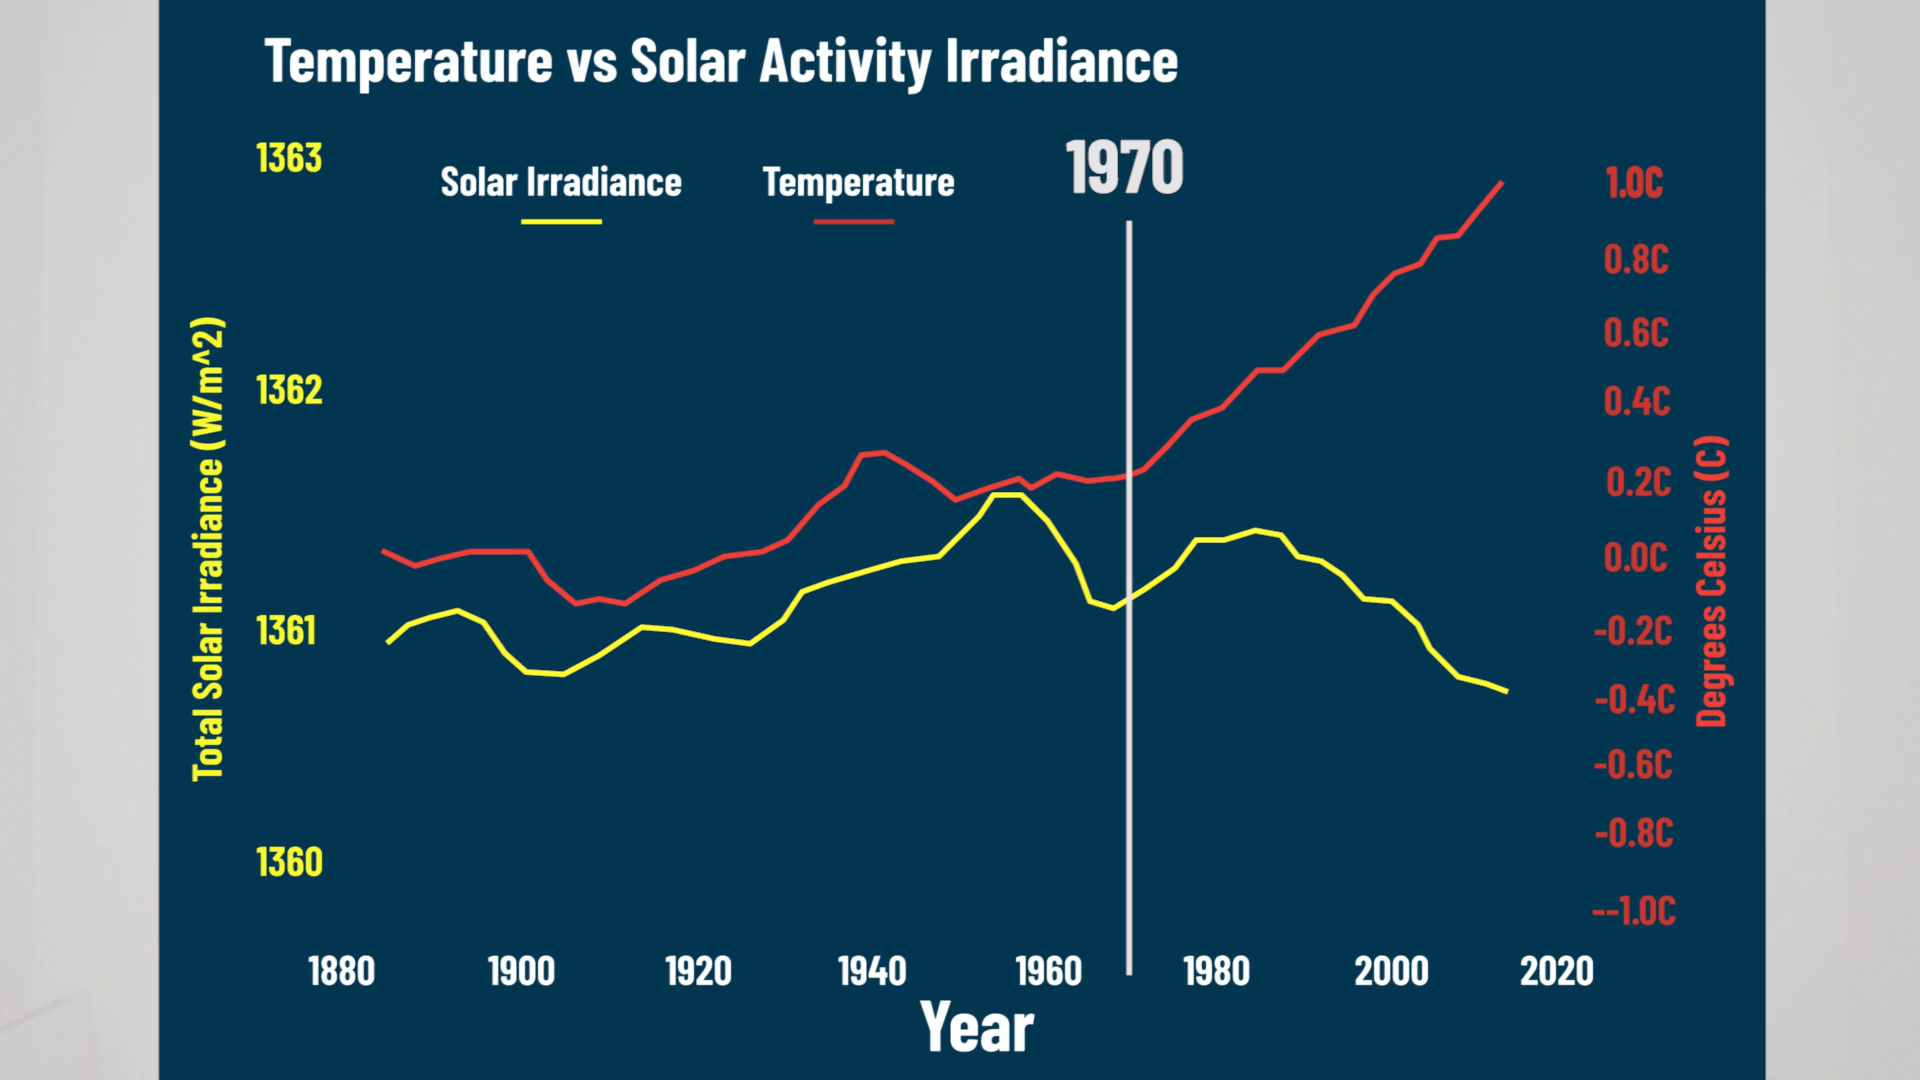 Temperature vs Solar Activity Irradiance
1363
1362
1361
1360
Total Solar Irradiance (W/m^2)
Solar Irradiance
Temperature
1970
1.0C
0.8C
0.6C
0.4C
0.2C
0.0C
-0.2C
-0.4C
-0.6C
-0.8C
--1.0C
Degrees Celsius (C)
1880 1900 1920 1940 1960 1980 2000 2020
Year